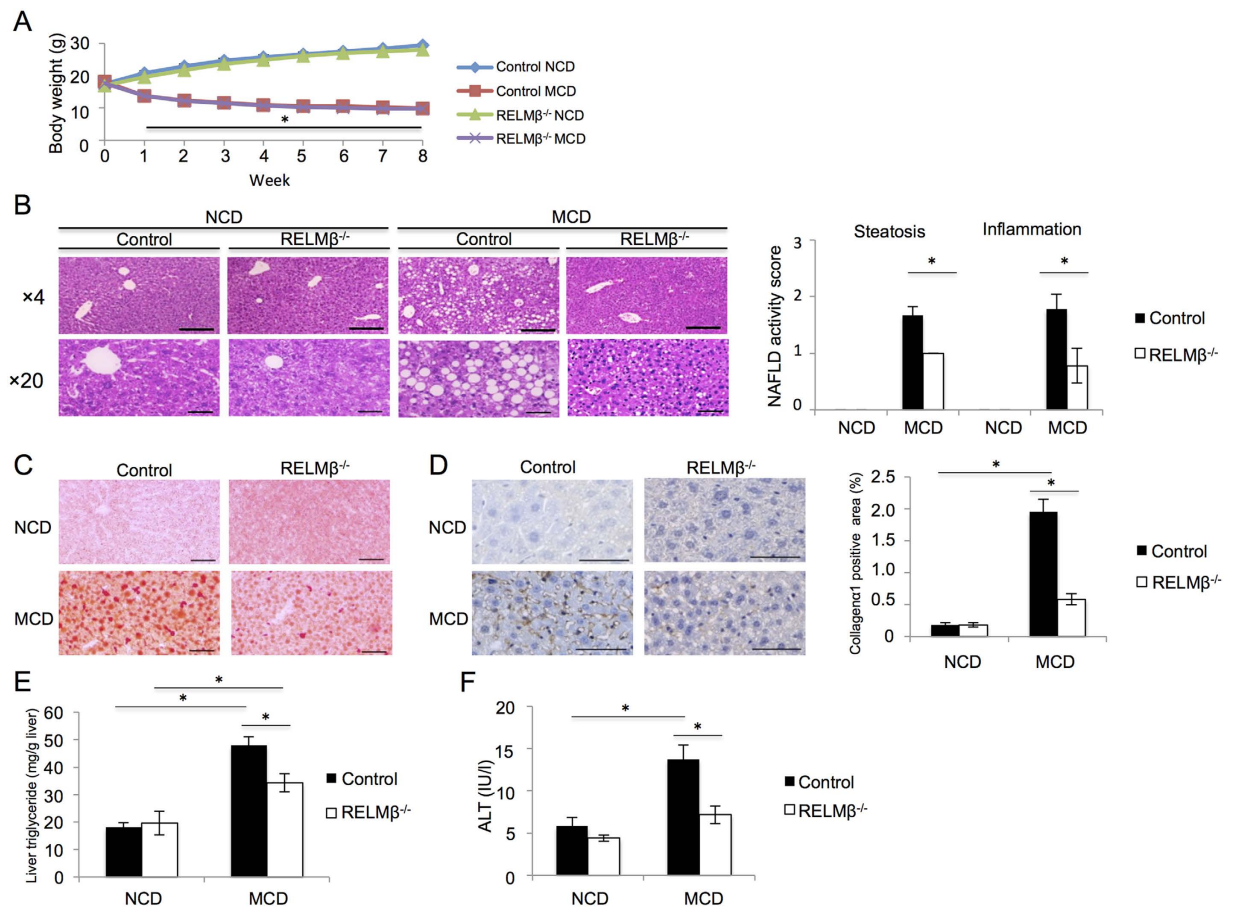 A
Body weight (g)
30
20
10
0
*
0 1 2 3 4 5 6 7 8
Week
Control NCD
Control MCD
RELMβ⁻/⁻ NCD
RELMβ⁻/⁻ MCD
B
NCD MCD
Control RELMβ⁻/⁻ Control RELMβ⁻/⁻
×4
×20
NAFLD activity score
3
2
1
0
Steatosis Inflammation
* *
NCD MCD NCD MCD
Control
RELMβ⁻/⁻
C
Control RELMβ⁻/⁻
NCD
MCD
D
Control RELMβ⁻/⁻
NCD
MCD
Collagenα1 positive area (%)
2.5
2.0
1.5
1.0
0.5
0
*
*
NCD MCD
Control
RELMβ⁻/⁻
E
Liver triglyceride (mg/g liver)
60
50
40
30
20
10
0
*
*
*
NCD MCD
Control
RELMβ⁻/⁻
F
ALT (IU/l)
20
15
10
5
0
*
*
NCD MCD
Control
RELMβ⁻/⁻